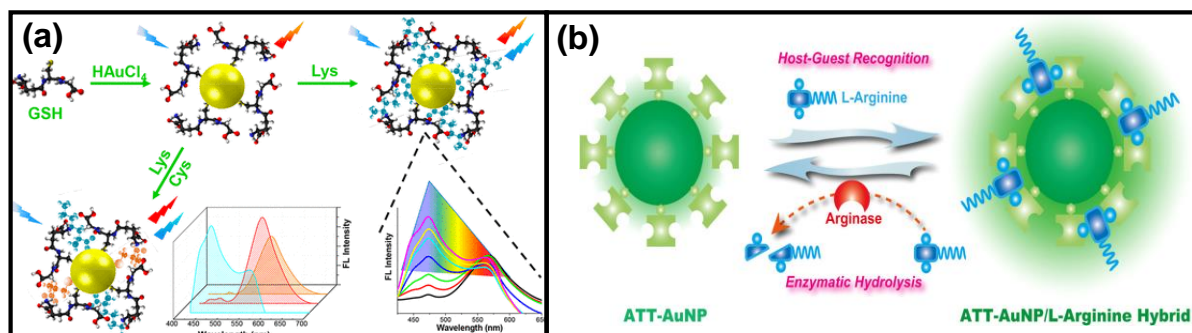 (a)
GSH
HAuCl4
Lys
Lys
Cys
FL Intensity
400 450 500 550 600 650 700
FL Intensity
450 500 550 600 650
Wavelength (nm)
(b)
Host-Guest Recognition
L-Arginine
Arginase
Enzymatic Hydrolysis
ATT-AuNP
ATT-AuNP/L-Arginine Hybrid